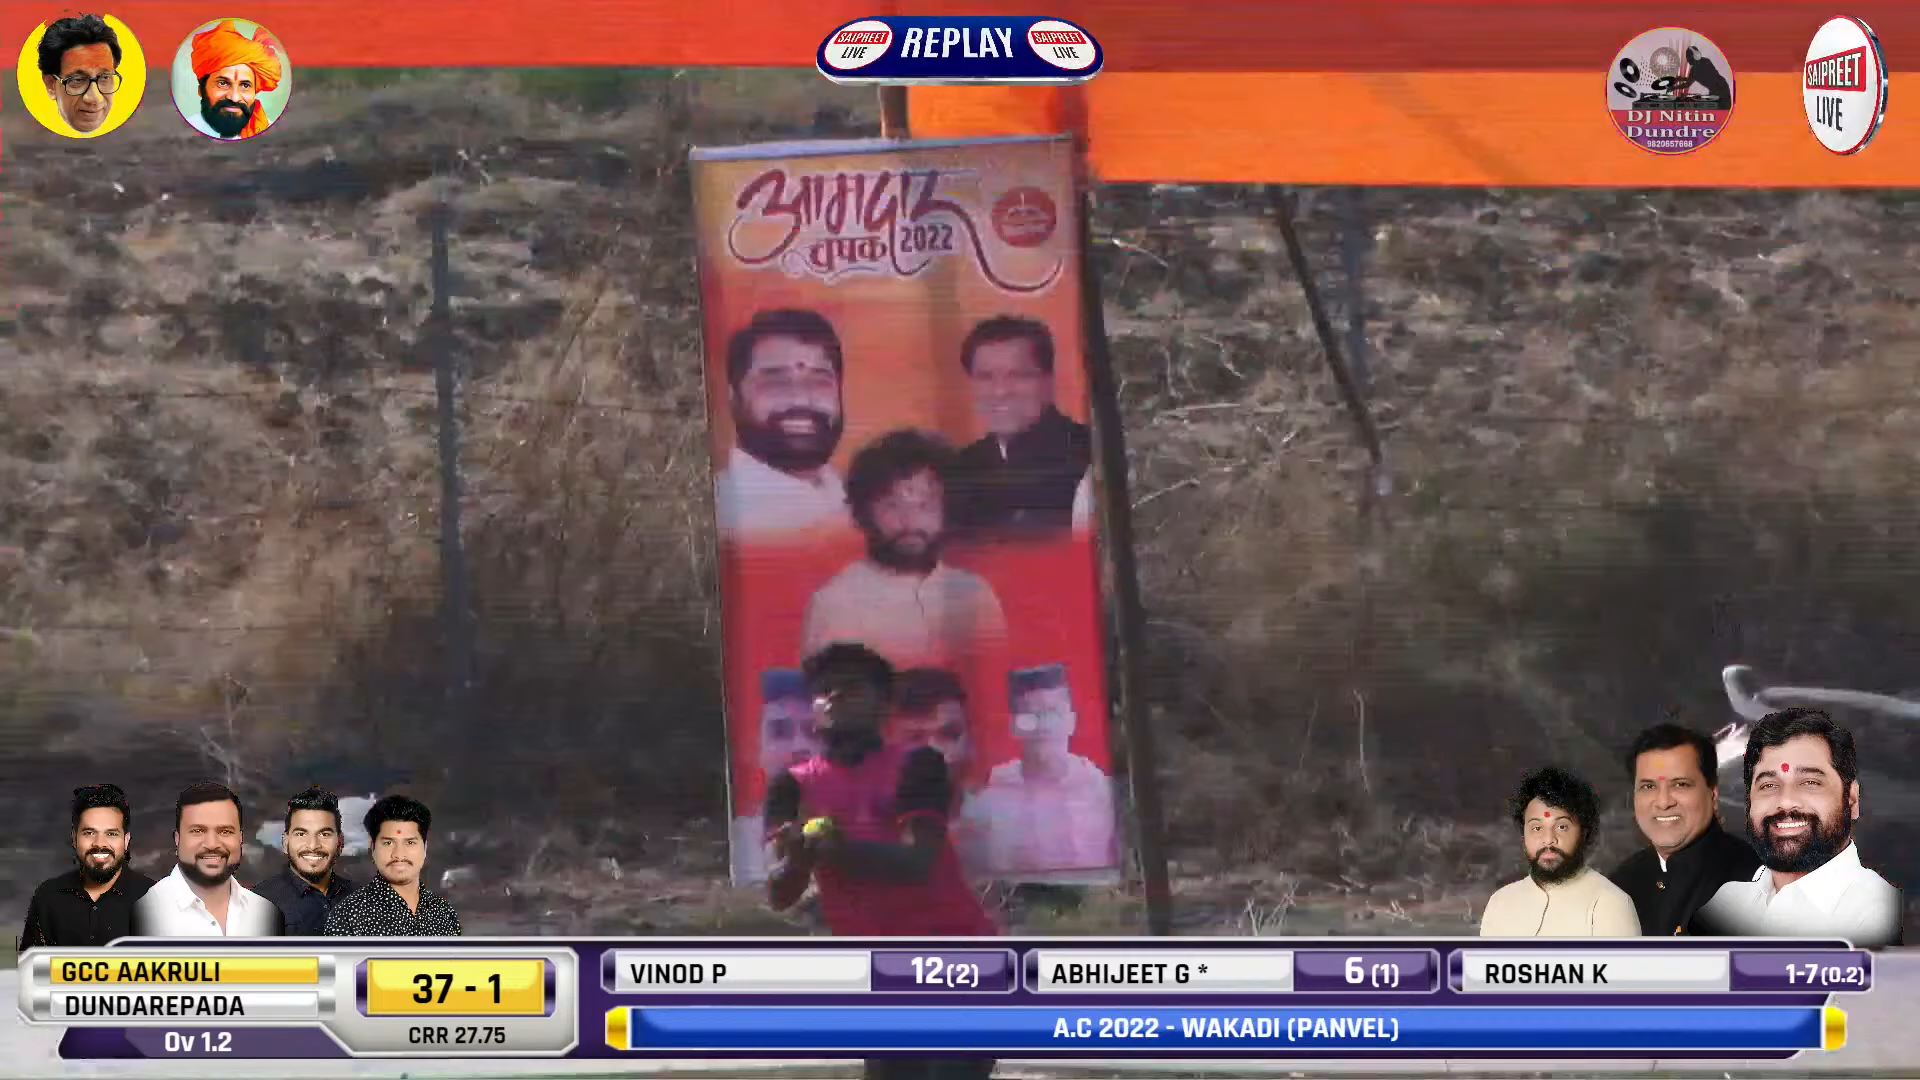 SAIPREET
LIVE
REPLAY
SAIPREET
LIVE
DJ Nitin
Dundre
9820657668
SAIPREET
LIVE
आमदार
चषक 2022
GCC AAKRULI
DUNDAREPADA
Ov 1.2
37 - 1
CRR 27.75
VINOD P 12(2)
ABHIJEET G * 6 (1)
ROSHAN K 1-7(0.2)
A.C 2022 - WAKADI (PANVEL)